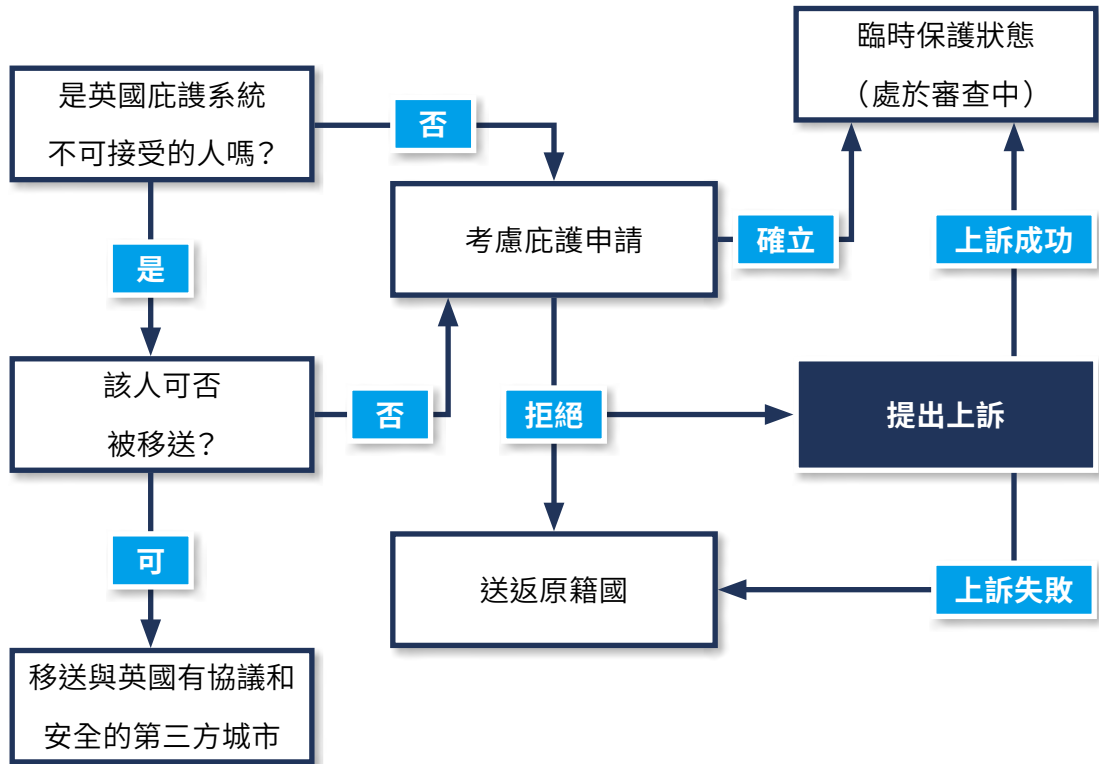 是英國庇護系統
不可接受的人嗎？
否
臨時保護狀態
（處於審查中）
考慮庇護申請
確立
上訴成功
是
該人可否
被移送？
否
拒絕
提出上訴
可
送返原籍國
上訴失敗
移送與英國有協議和
安全的第三方城市